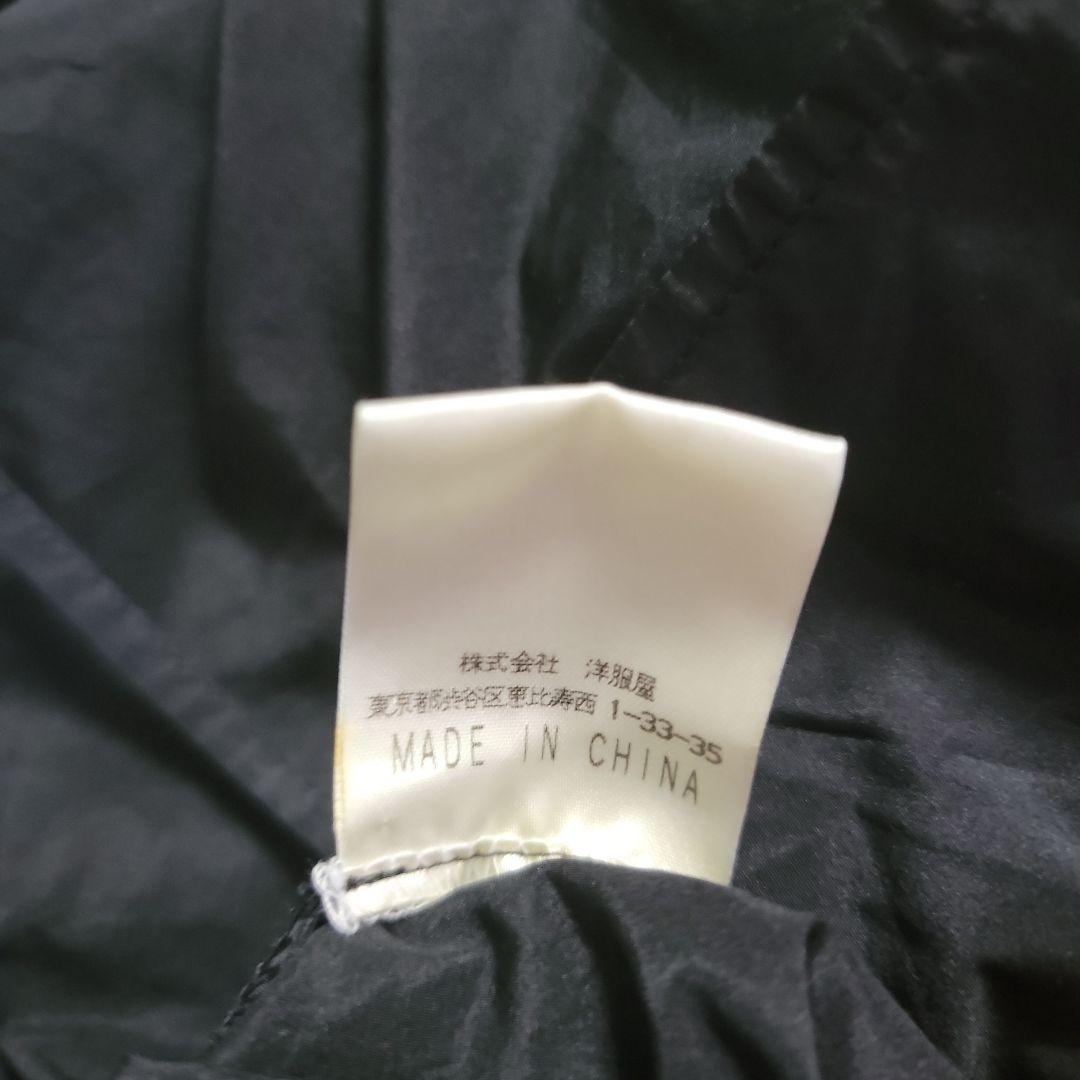 株式会社　洋服屋
東京都渋谷区恵比寿西 1-33-35
MADE IN CHINA